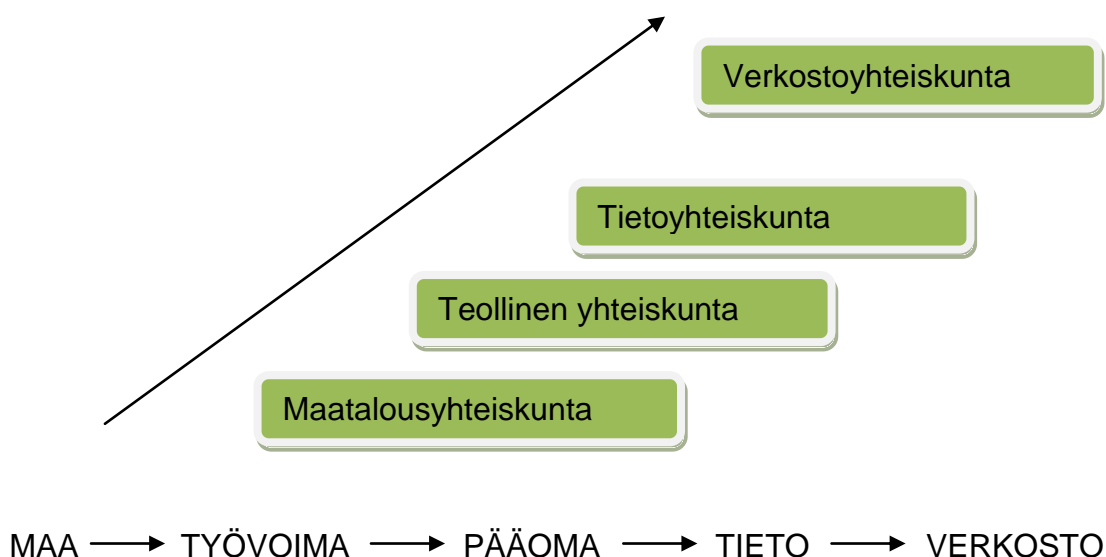 Verkostoyhteiskunta
Tietoyhteiskunta
Teollinen yhteiskunta
Maatalousyhteiskunta
MAA TYÖVOIMA PÄÄOMA TIETO VERKOSTO